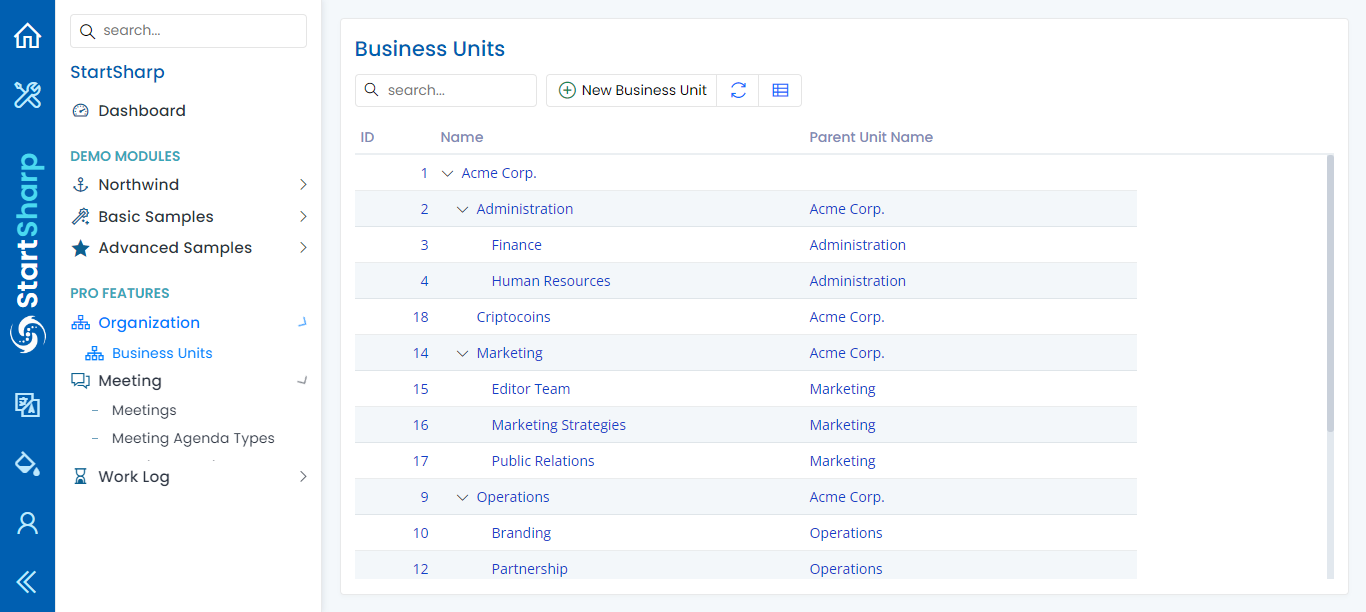 StartSharp
search...
StartSharp
Dashboard
DEMO MODULES
Northwind
Basic Samples
Advanced Samples
PRO FEATURES
Organization
Business Units
Meeting
Meetings
Meeting Agenda Types
Work Log
Business Units
search...
New Business Unit
ID Name Parent Unit Name
1 Acme Corp.
2 Administration Acme Corp.
3 Finance Administration
4 Human Resources Administration
18 Criptocoins Acme Corp.
14 Marketing Acme Corp.
15 Editor Team Marketing
16 Marketing Strategies Marketing
17 Public Relations Marketing
9 Operations Acme Corp.
10 Branding Operations
12 Partnership Operations